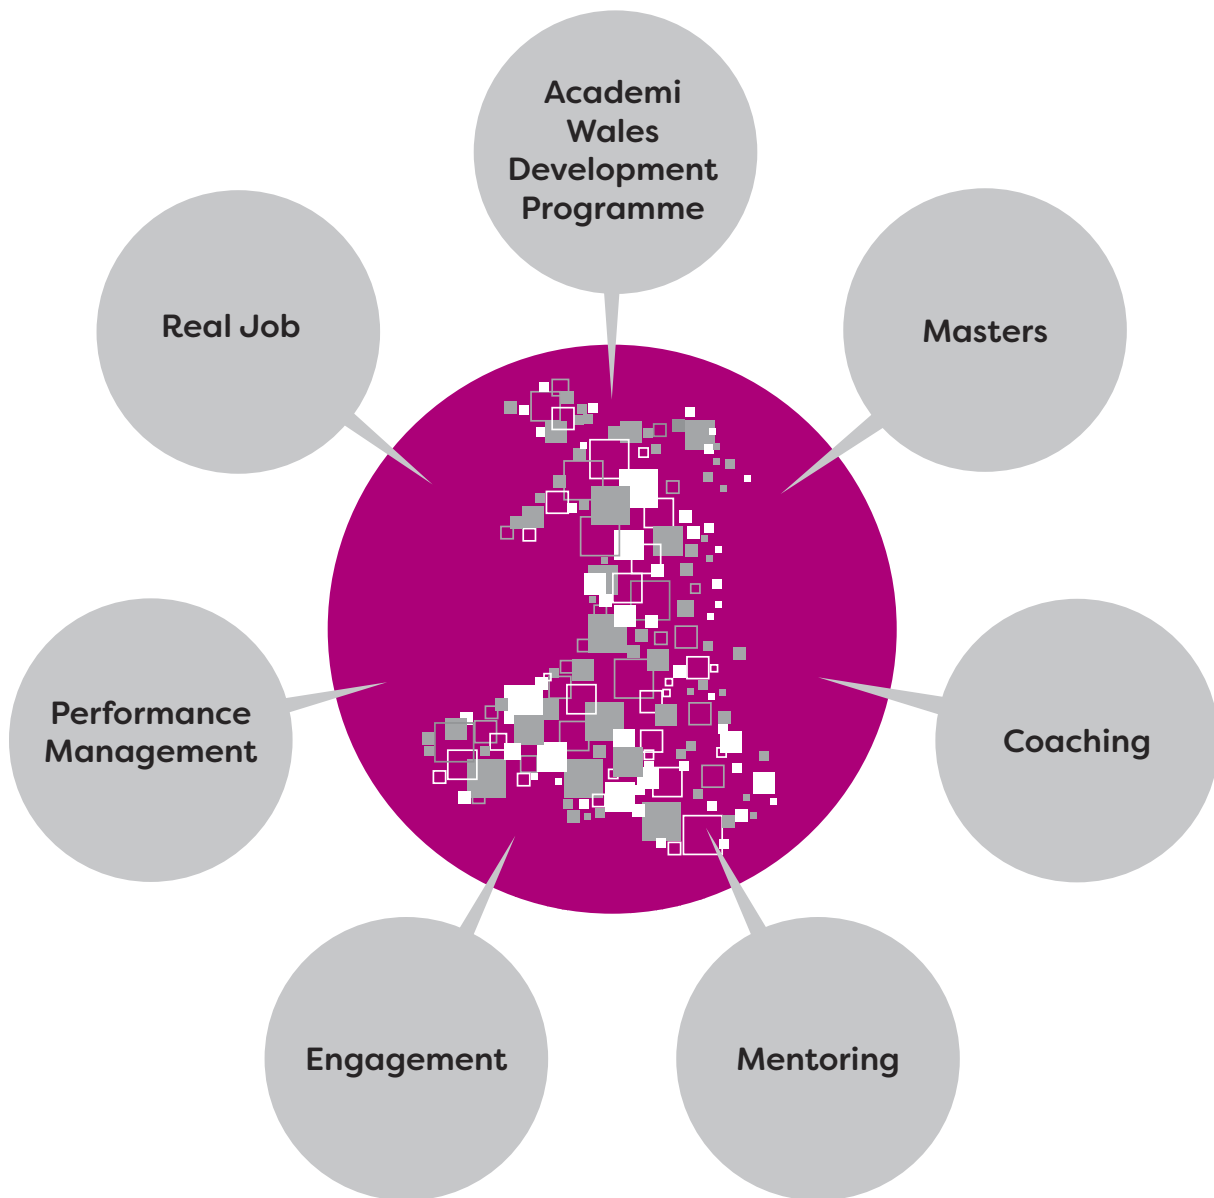 Academi
Wales
Development
Programme
Real Job
Masters
Performance
Management
Coaching
Engagement
Mentoring